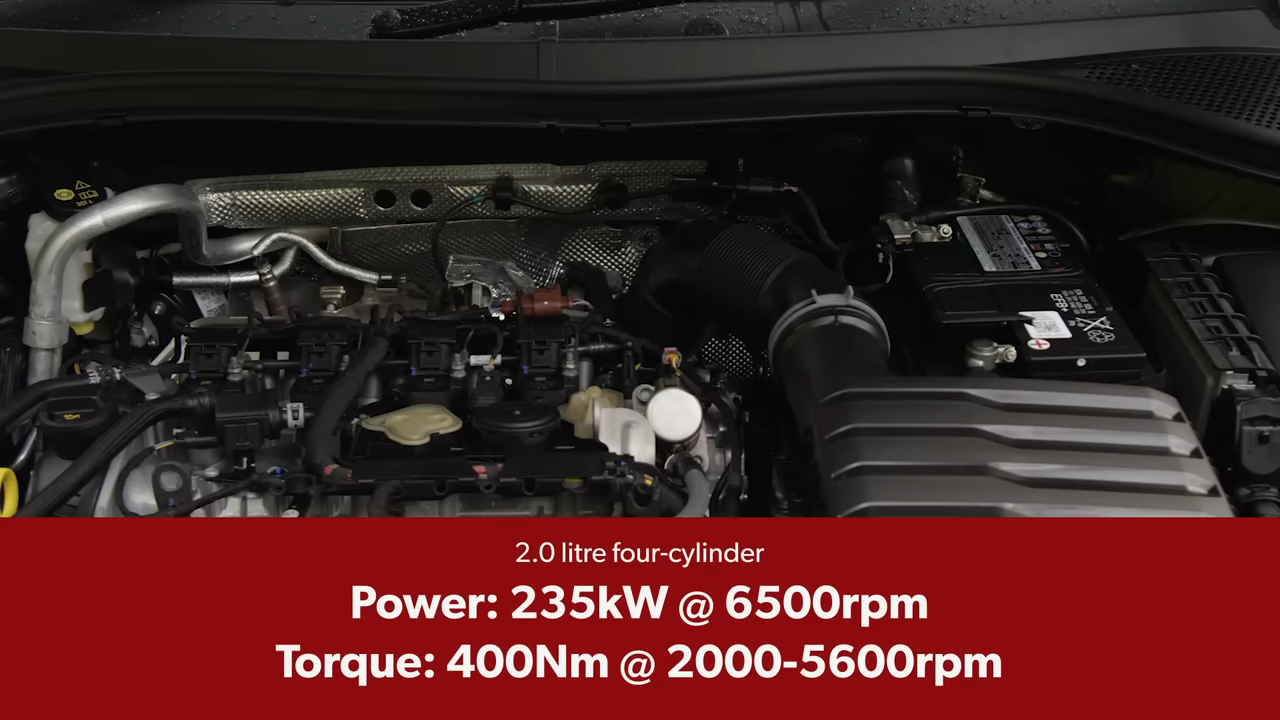 2.0 litre four-cylinder
Power: 235kW @ 6500rpm
Torque: 400Nm @ 2000-5600rpm